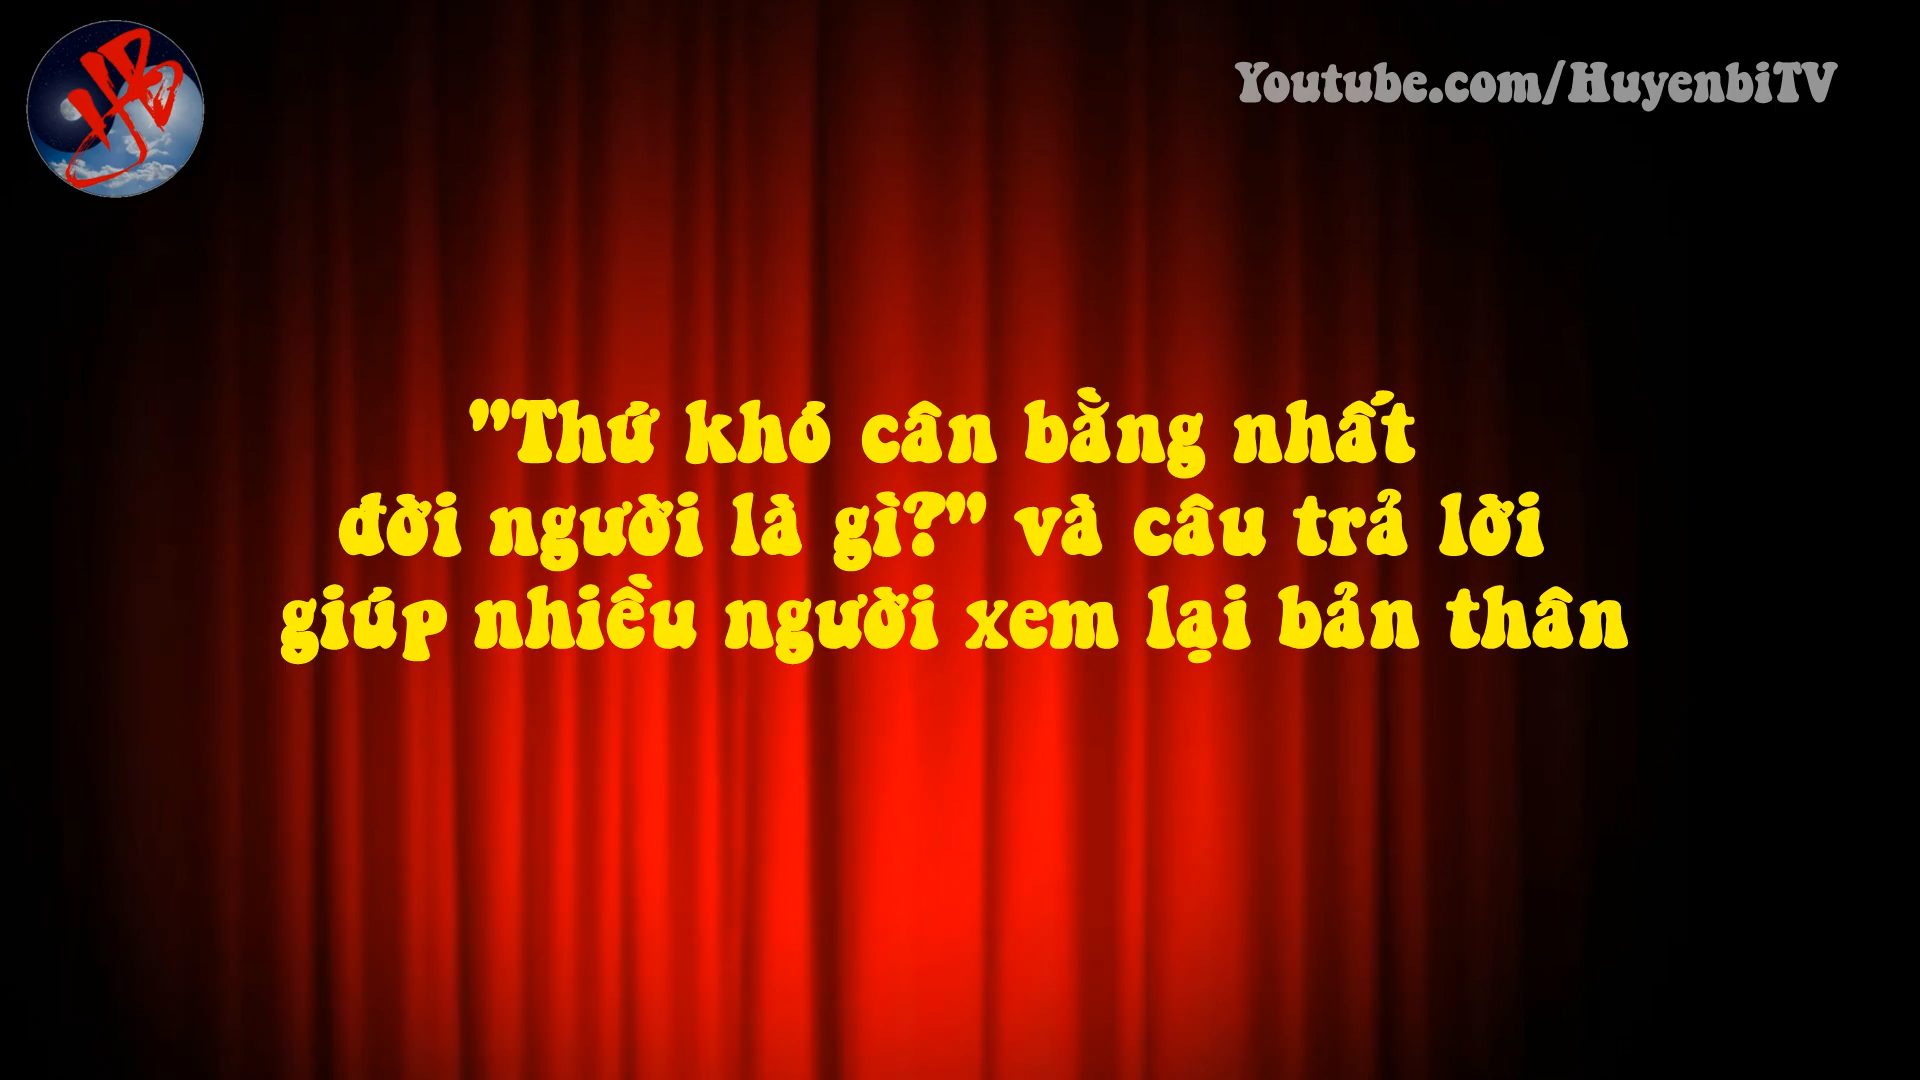 HB
Youtube.com/HuyenbiTV
"Thứ khó cân bằng nhất
đời người là gì?" và câu trả lời
giúp nhiều người xem lại bản thân